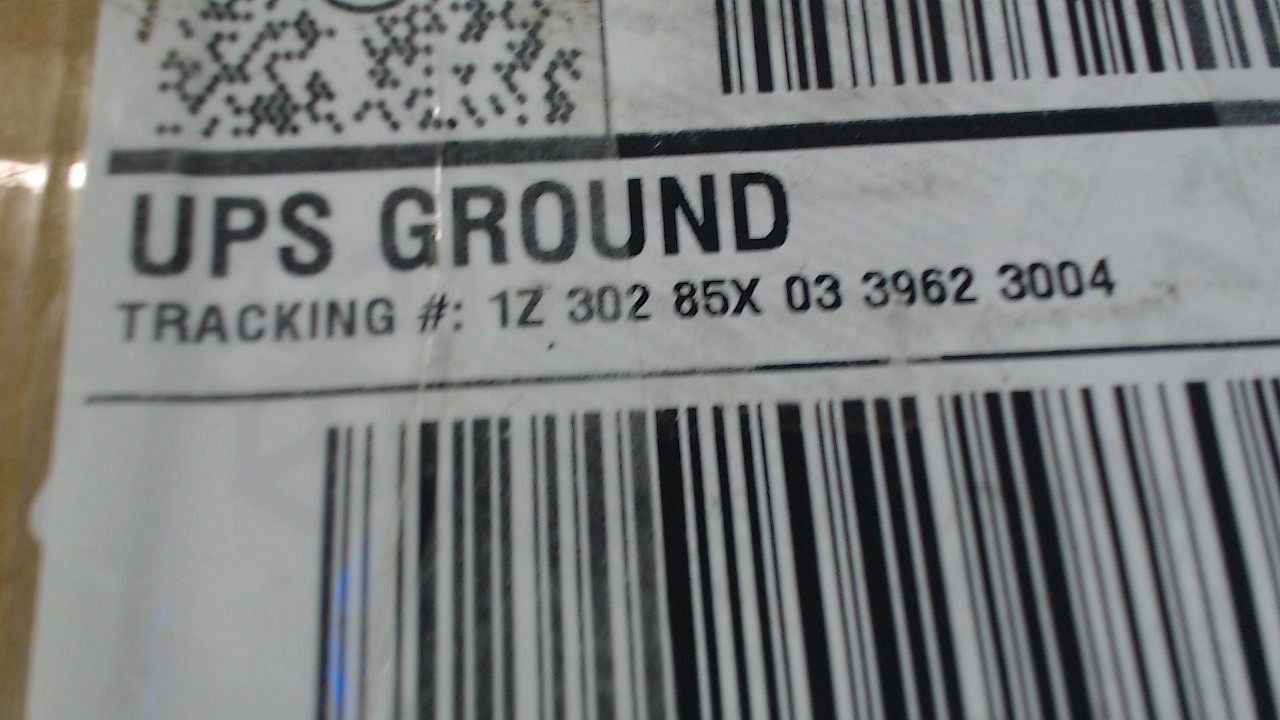 UPS GROUND
TRACKING #: 1Z 302 85X 03 3962 3004